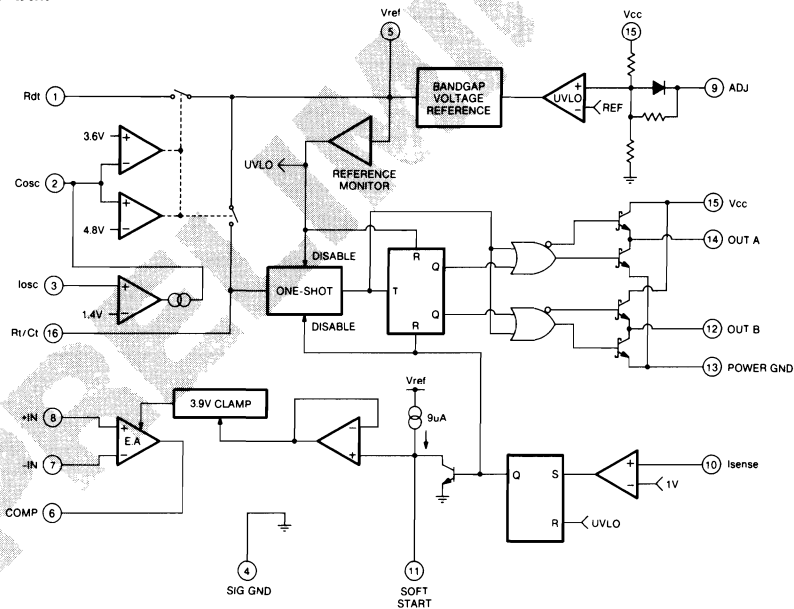 Vref
5
Vcc
15
Rdt 1
BANDGAP
VOLTAGE
REFERENCE
+
UVLO
−
REF
9 ADJ
3.6V
+
−
UVLO
REFERENCE
MONITOR
Cosc 2
+
−
4.8V
15 Vcc
14 OUT A
DISABLE
R
Q
Iosc 3
+
−
1.4V
ONE-SHOT
T
Q
R
DISABLE
12 OUT B
Rt/Ct 16
13 POWER GND
Vref
9uA
3.9V CLAMP
+IN 8
+
E.A
−
-IN 7
−
+
Q
S
R
+
−
10 Isense
1V
UVLO
COMP 6
4
SIG GND
11
SOFT
START
PRELIMIN